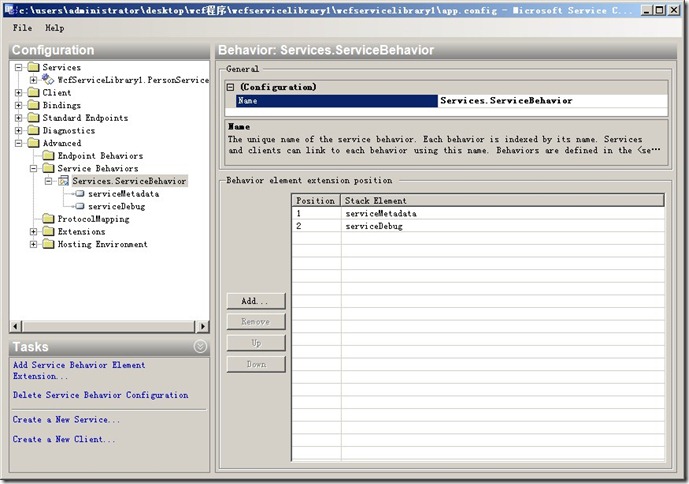 c:\users\administrator\desktop\wcf程序\wcfservicelibrary1\wcfservicelibrary1\app.config - Microsoft Service C...
File Help
Configuration
Services
WcfServiceLibrary1.PersonService
Client
Bindings
Standard Endpoints
Diagnostics
Advanced
Endpoint Behaviors
Service Behaviors
Services.ServiceBehavior
serviceMetadata
serviceDebug
ProtocolMapping
Extensions
Hosting Environment
Tasks
Add Service Behavior Element
Extension...
Delete Service Behavior Configuration
Create a New Service...
Create a New Client...
Behavior: Services.ServiceBehavior
General
(Configuration)
Name Services.ServiceBehavior
Name
The unique name of the service behavior. Each behavior is indexed by its name. Services
and clients can link to each behavior using this name. Behaviors are defined in the <se…
Behavior element extension position
Position Stack Element
1 serviceMetadata
2 serviceDebug
Add...
Remove
Up
Down